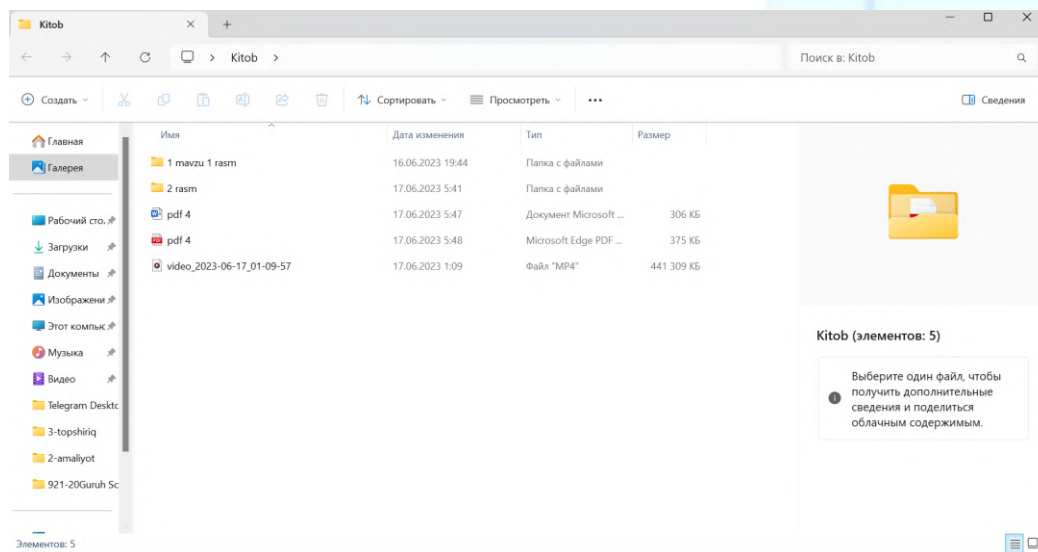 Kitob
Kitob
Поиск в: Kitob
Создать
Сортировать
Просмотреть
Сведения
Главная
Галерея
Рабочий сто.
Загрузки
Документы
Изображени
Этот компьк
Музыка
Видео
Telegram Desktc
3-topshiriq
2-amaliyot
921-20Guruh Sc
Имя Дата изменения Тип Размер
1 mavzu 1 rasm 16.06.2023 19:44 Папка с файлами
2 rasm 17.06.2023 5:41 Папка с файлами
pdf 4 17.06.2023 5:47 Документ Microsoft ... 306 КБ
pdf 4 17.06.2023 5:48 Microsoft Edge PDF ... 375 КБ
video_2023-06-17_01-09-57 17.06.2023 1:09 Файл "MP4" 441 309 КБ
Kitob (элементов: 5)
Выберите один файл, чтобы
получить дополнительные
сведения и поделиться
облачным содержимым.
Элементов: 5